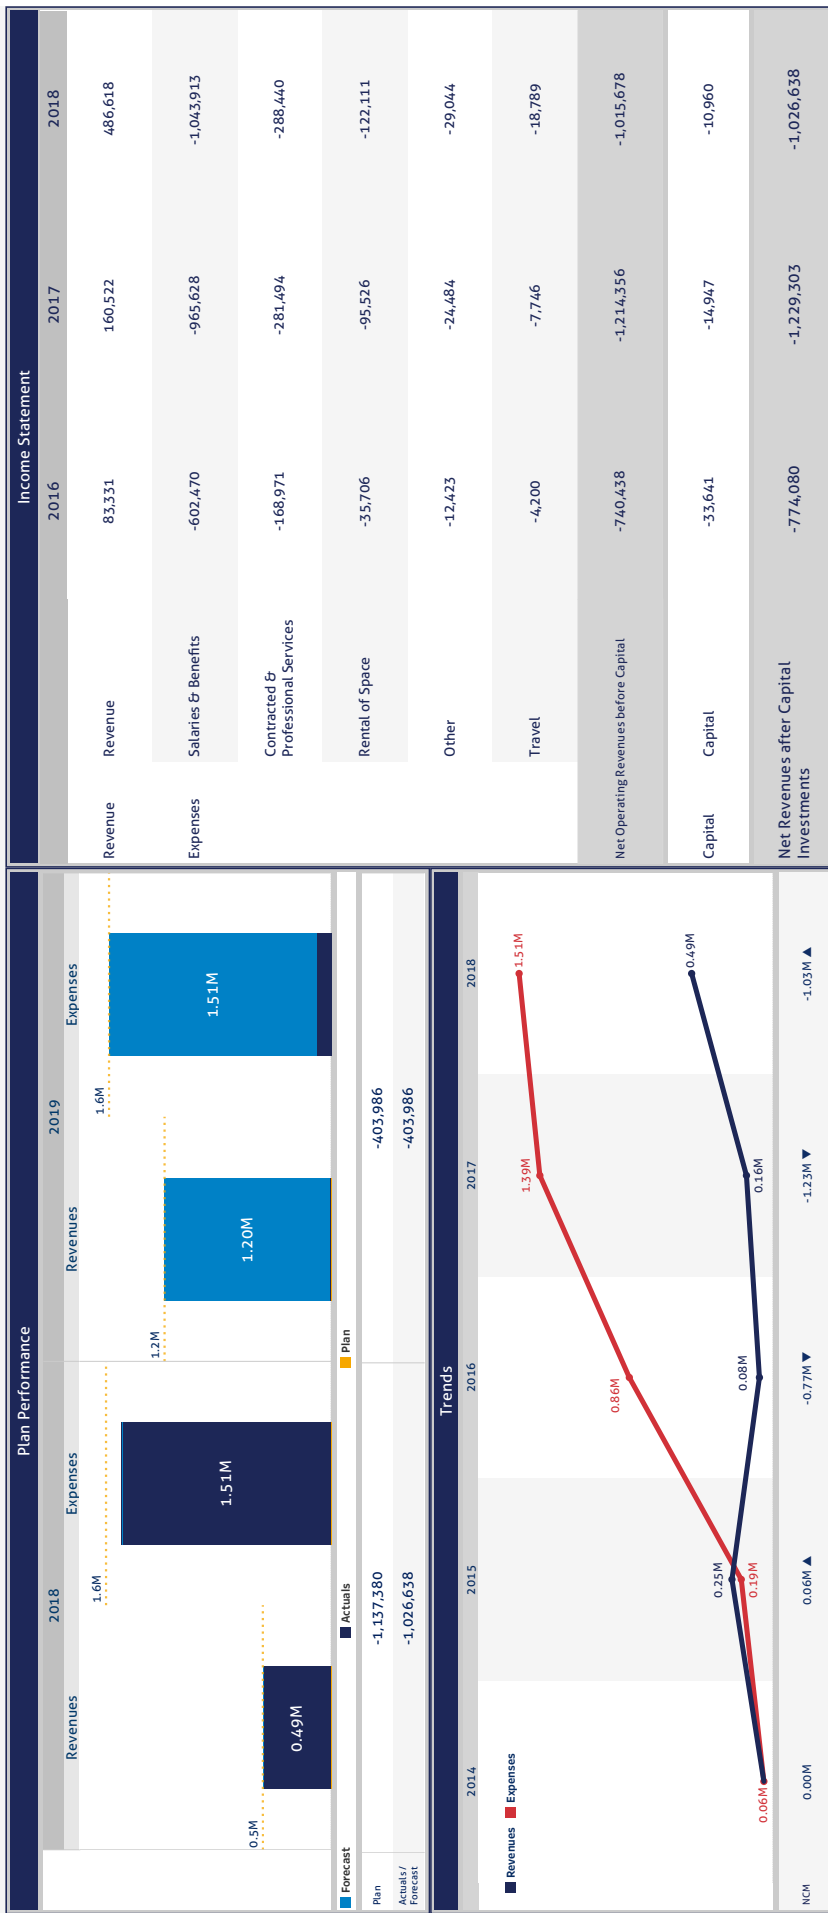 Plan Performance
2018
2019
Revenues
Expenses
Revenues
Expenses
0.5M
1.6M
1.2M
1.6M
0.49M
1.51M
1.20M
1.51M
Forecast
Actuals
Plan
Plan
-1,137,380
-403,986
Actuals /
Forecast
-1,026,638
-403,986
Trends
2014
2015
2016
2017
2018
Revenues
Expenses
0.06M
0.25M
0.19M
0.86M
0.08M
1.39M
0.16M
1.51M
0.49M
NCM
0.00M
0.06M ▲
-0.77M ▼
-1.23M ▼
-1.03M ▲
Income Statement
2016
2017
2018
Revenue
Revenue
83,331
160,522
486,618
Expenses
Salaries & Benefits
-602,470
-965,628
-1,043,913
Contracted &
Professional Services
-168,971
-281,494
-288,440
Rental of Space
-35,706
-95,526
-122,111
Other
-12,423
-24,484
-29,044
Travel
-4,200
-7,746
-18,789
Net Operating Revenues before Capital
-740,438
-1,214,356
-1,015,678
Capital
Capital
-33,641
-14,947
-10,960
Net Revenues after Capital
Investments
-774,080
-1,229,303
-1,026,638